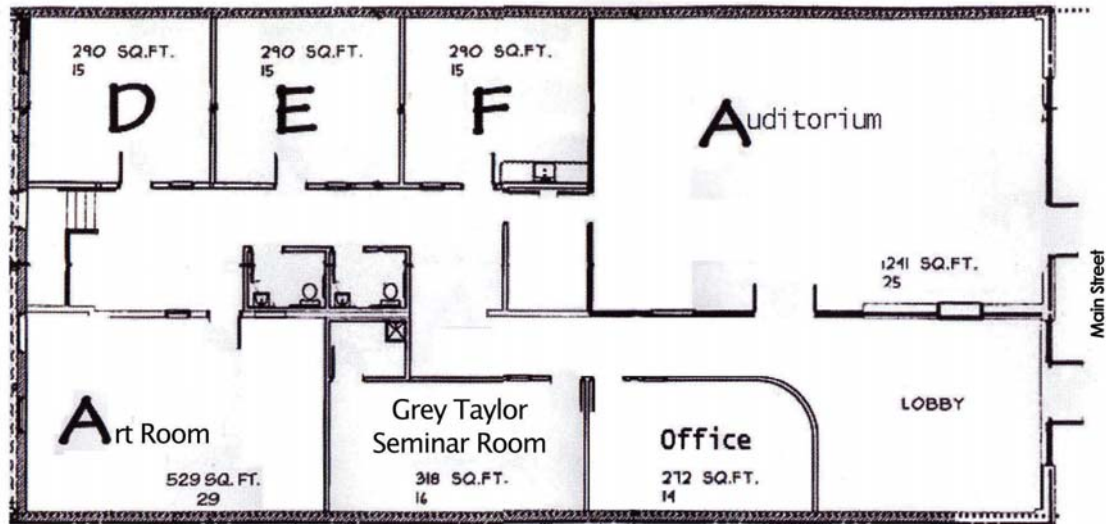 290 SQ.FT.
15
D
290 SQ.FT.
15
E
290 SQ.FT.
15
F
Auditorium
1241 SQ.FT.
25
Main Street
Art Room
529 SQ.FT.
29
Grey Taylor
Seminar Room
318 SQ.FT.
16
Office
272 SQ.FT.
14
LOBBY